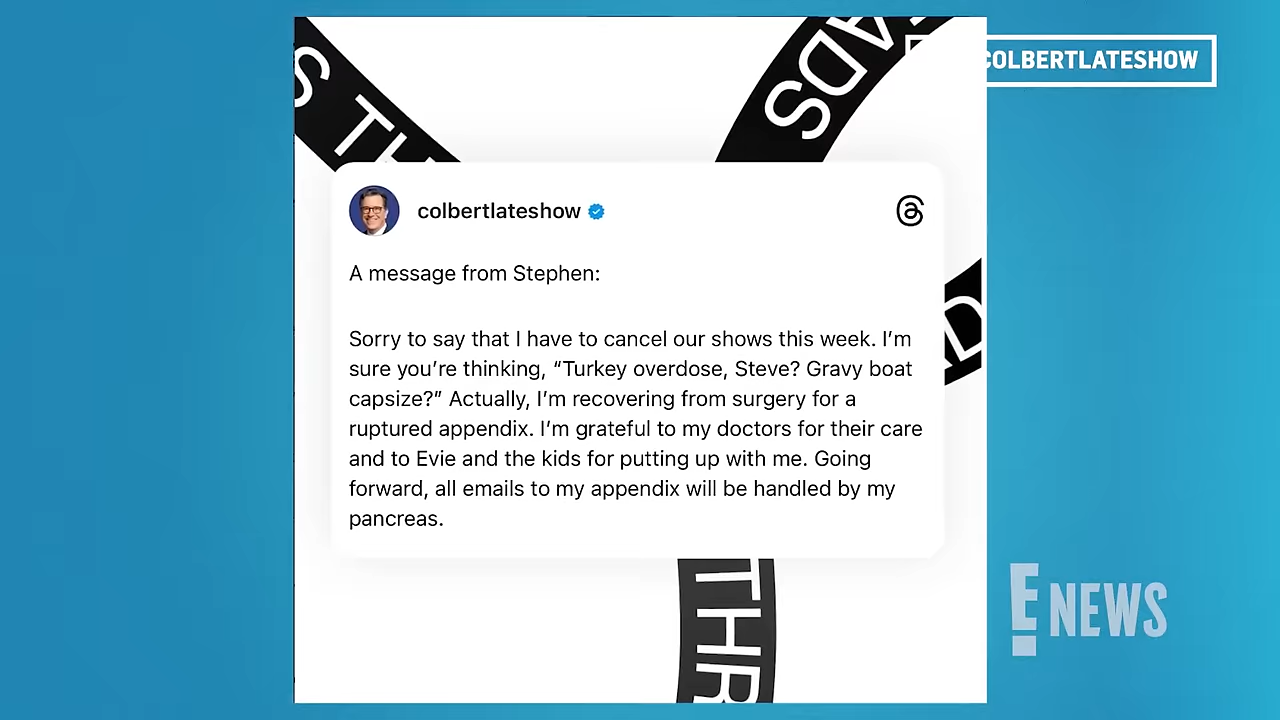 COLBERTLATESHOW
S TH
ADS
colbertlateshow
A message from Stephen:
Sorry to say that I have to cancel our shows this week. I’m
sure you’re thinking, “Turkey overdose, Steve? Gravy boat
capsize?” Actually, I’m recovering from surgery for a
ruptured appendix. I’m grateful to my doctors for their care
and to Evie and the kids for putting up with me. Going
forward, all emails to my appendix will be handled by my
pancreas.
D
THR
E! NEWS